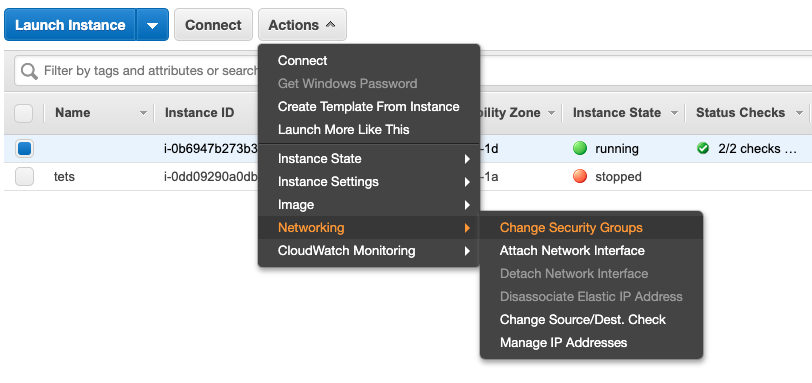 Launch Instance Connect Actions
Filter by tags and attributes or search
Name Instance ID bility Zone Instance State Status Checks
i-0b6947b273b3 -1d running 2/2 checks ...
tets i-0dd09290a0db -1a stopped
Connect
Get Windows Password
Create Template From Instance
Launch More Like This
Instance State
Instance Settings
Image
Networking
CloudWatch Monitoring
Change Security Groups
Attach Network Interface
Detach Network Interface
Disassociate Elastic IP Address
Change Source/Dest. Check
Manage IP Addresses